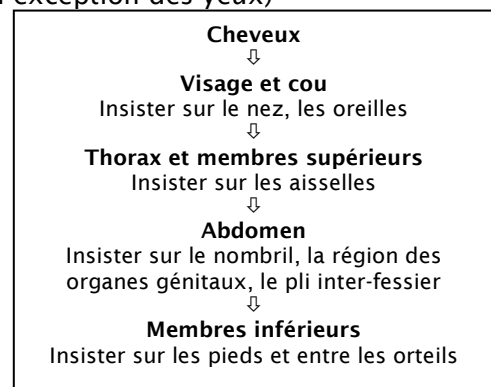 exception des yeux)
Cheveux
⇩
Visage et cou
Insister sur le nez, les oreilles
⇩
Thorax et membres supérieurs
Insister sur les aisselles
⇩
Abdomen
Insister sur le nombril, la région des
organes génitaux, le pli inter-fessier
⇩
Membres inférieurs
Insister sur les pieds et entre les orteils